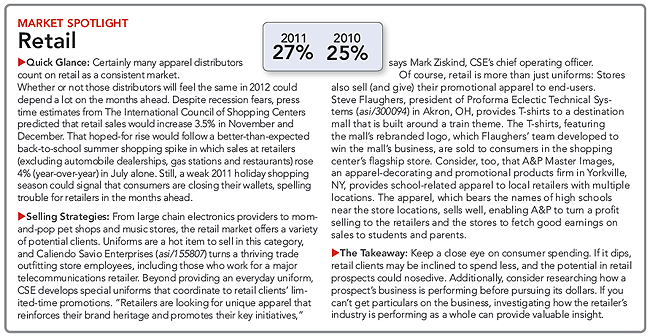 MARKET SPOTLIGHT
Retail
2011 2010
27% 25%
▶Quick Glance: Certainly many apparel distributors
count on retail as a consistent market.
Whether or not those distributors will feel the same in 2012 could
depend a lot on the months ahead. Despite recession fears, press
time estimates from The International Council of Shopping Centers
predicted that retail sales would increase 3.5% in November and
December. That hoped-for rise would follow a better-than-expected
back-to-school summer shopping spike in which sales at retailers
(excluding automobile dealerships, gas stations and restaurants) rose
4% (year-over-year) in July alone. Still, a weak 2011 holiday shopping
season could signal that consumers are closing their wallets, spelling
trouble for retailers in the months ahead.
▶Selling Strategies: From large chain electronics providers to mom-
and-pop pet shops and music stores, the retail market offers a variety
of potential clients. Uniforms are a hot item to sell in this category,
and Caliendo Savio Enterprises (asi/155807) turns a thriving trade
outfitting store employees, including those who work for a major
telecommunications retailer. Beyond providing an everyday uniform,
CSE develops special uniforms that coordinate to retail clients' lim-
ited-time promotions. "Retailers are looking for unique apparel that
reinforces their brand heritage and promotes their key initiatives,"
says Mark Ziskind, CSE's chief operating officer.
Of course, retail is more than just uniforms: Stores
also sell (and give) their promotional apparel to end-users.
Steve Flaughers, president of Proforma Eclectic Technical Sys-
tems (asi/300094) in Akron, OH, provides T-shirts to a destination
mall that is built around a train theme. The T-shirts, featuring
the mall's rebranded logo, which Flaughers' team developed to
win the mall's business, are sold to consumers in the shopping
center's flagship store. Consider, too, that A&P Master Images,
an apparel-decorating and promotional products firm in Yorkville,
NY, provides school-related apparel to local retailers with multiple
locations. The apparel, which bears the names of high schools
near the store locations, sells well, enabling A&P to turn a profit
selling to the retailers and the stores to fetch good earnings on
sales to students and parents.
▶The Takeaway: Keep a close eye on consumer spending. If it dips,
retail clients may be inclined to spend less, and the potential in retail
prospects could nosedive. Additionally, consider researching how a
prospect's business is performing before pursuing its dollars. If you
can't get particulars on the business, investigating how the retailer's
industry is performing as a whole can provide valuable insight.